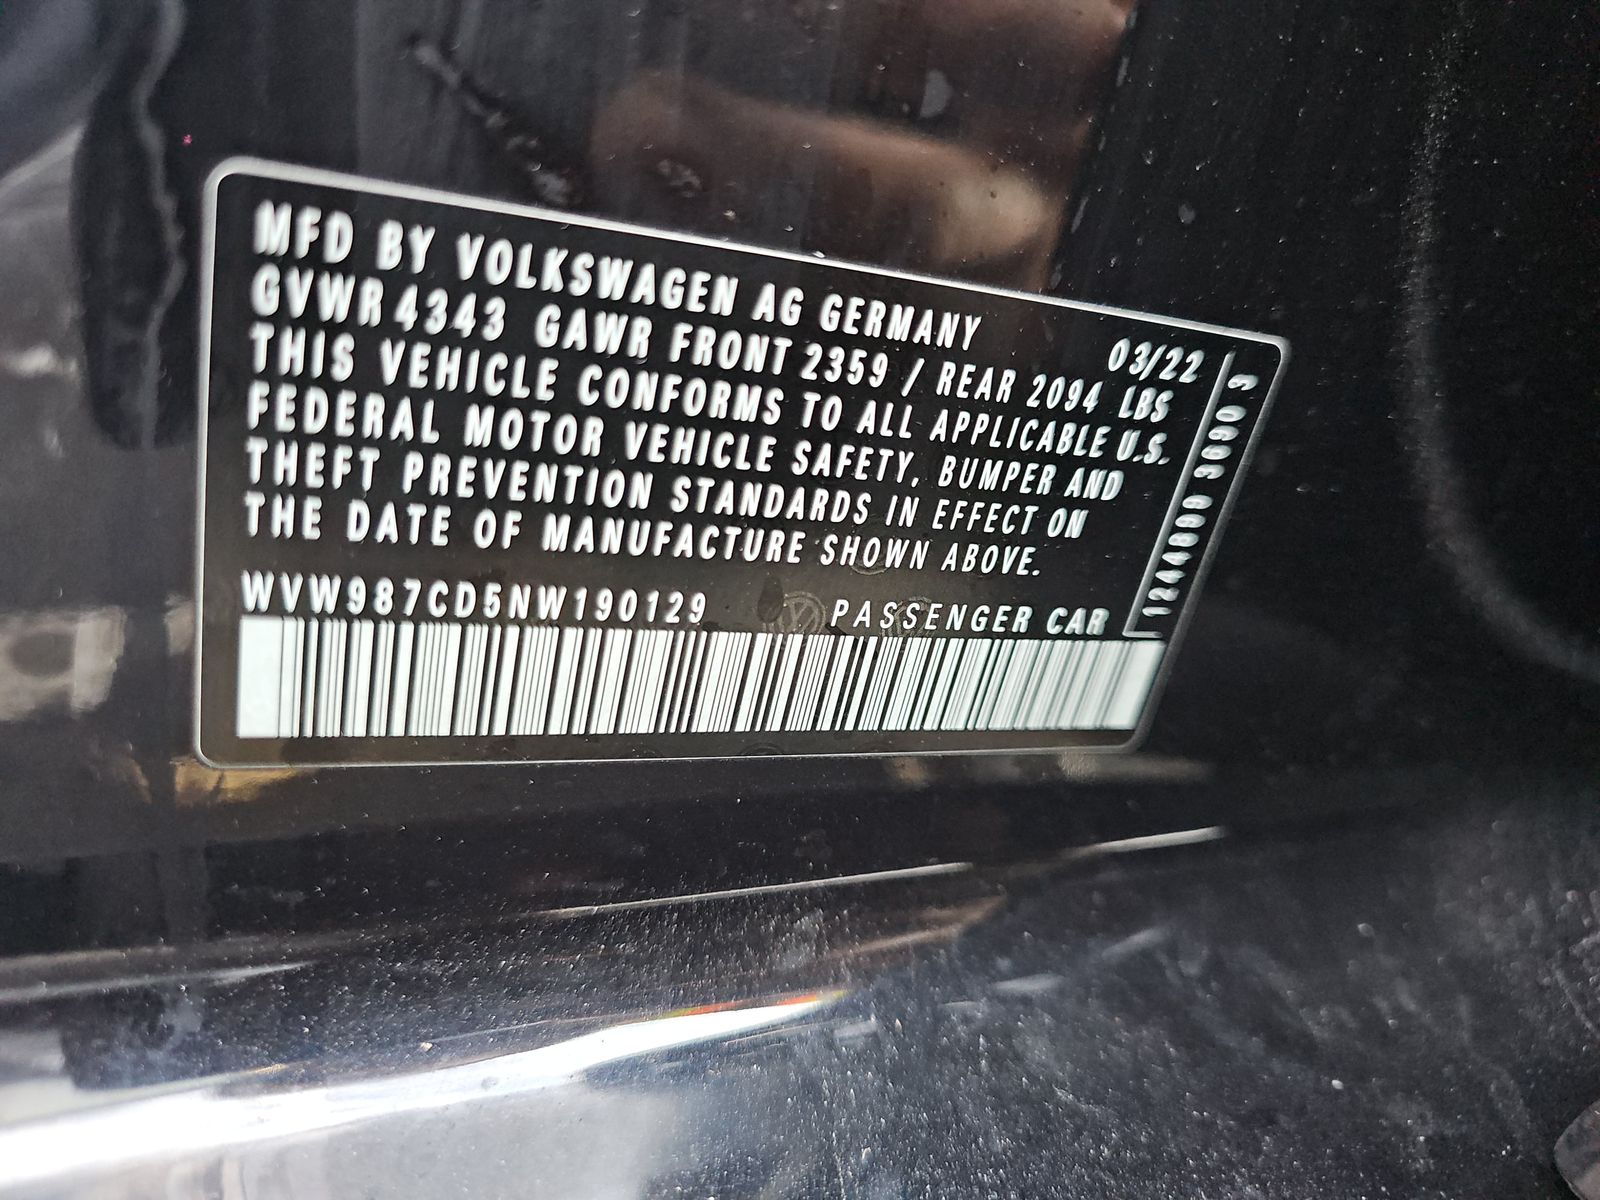 MFD BY VOLKSWAGEN AG GERMANY
03/22
GVWR 4343 GAWR FRONT 2359 / REAR 2094 LBS
THIS VEHICLE CONFORMS TO ALL APPLICABLE U.S.
FEDERAL MOTOR VEHICLE SAFETY, BUMPER AND
THEFT PREVENTION STANDARDS IN EFFECT ON
THE DATE OF MANUFACTURE SHOWN ABOVE.
WVW987CD5NW190129 PASSENGER CAR